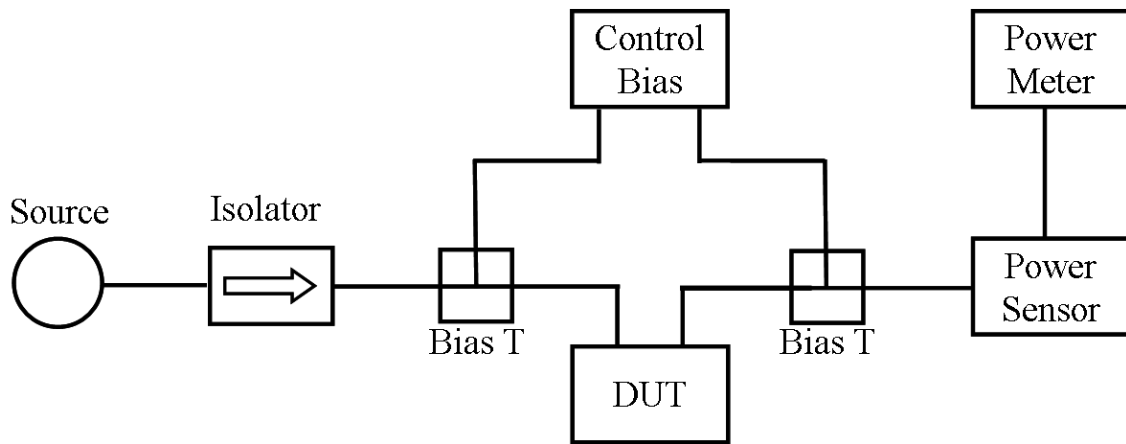 Control
Bias
Power
Meter
Source
Isolator
Power
Sensor
Bias T
Bias T
DUT